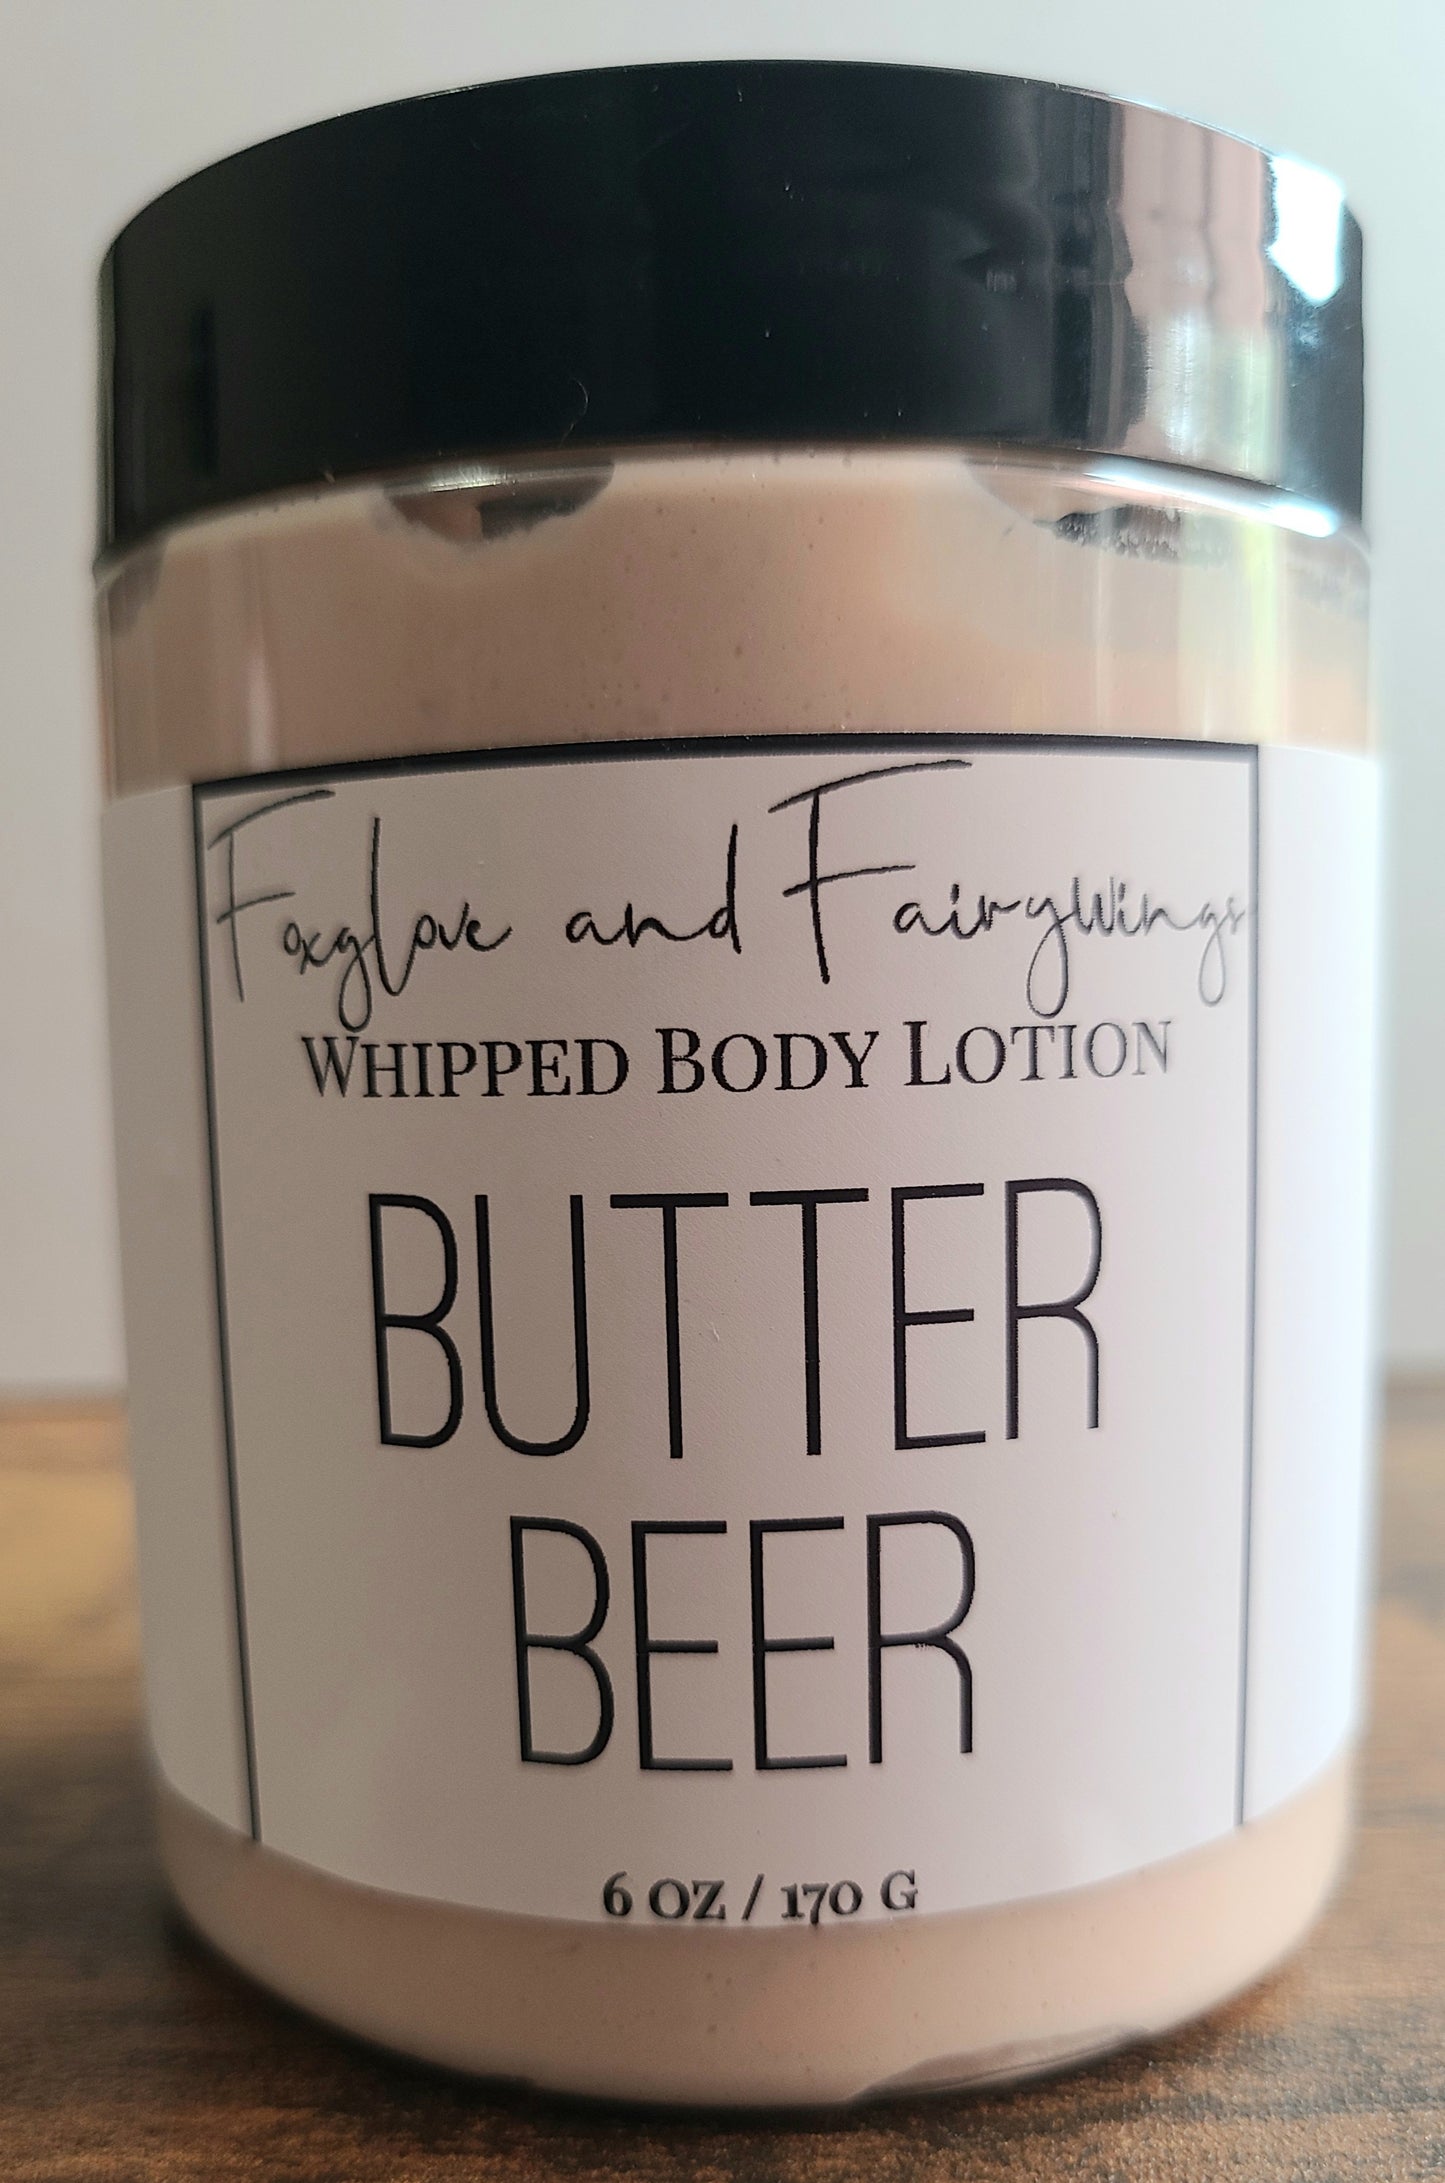 Foxglove and FairyWings
WHIPPED BODY LOTION
BUTTER
BEER
6 OZ / 170 G